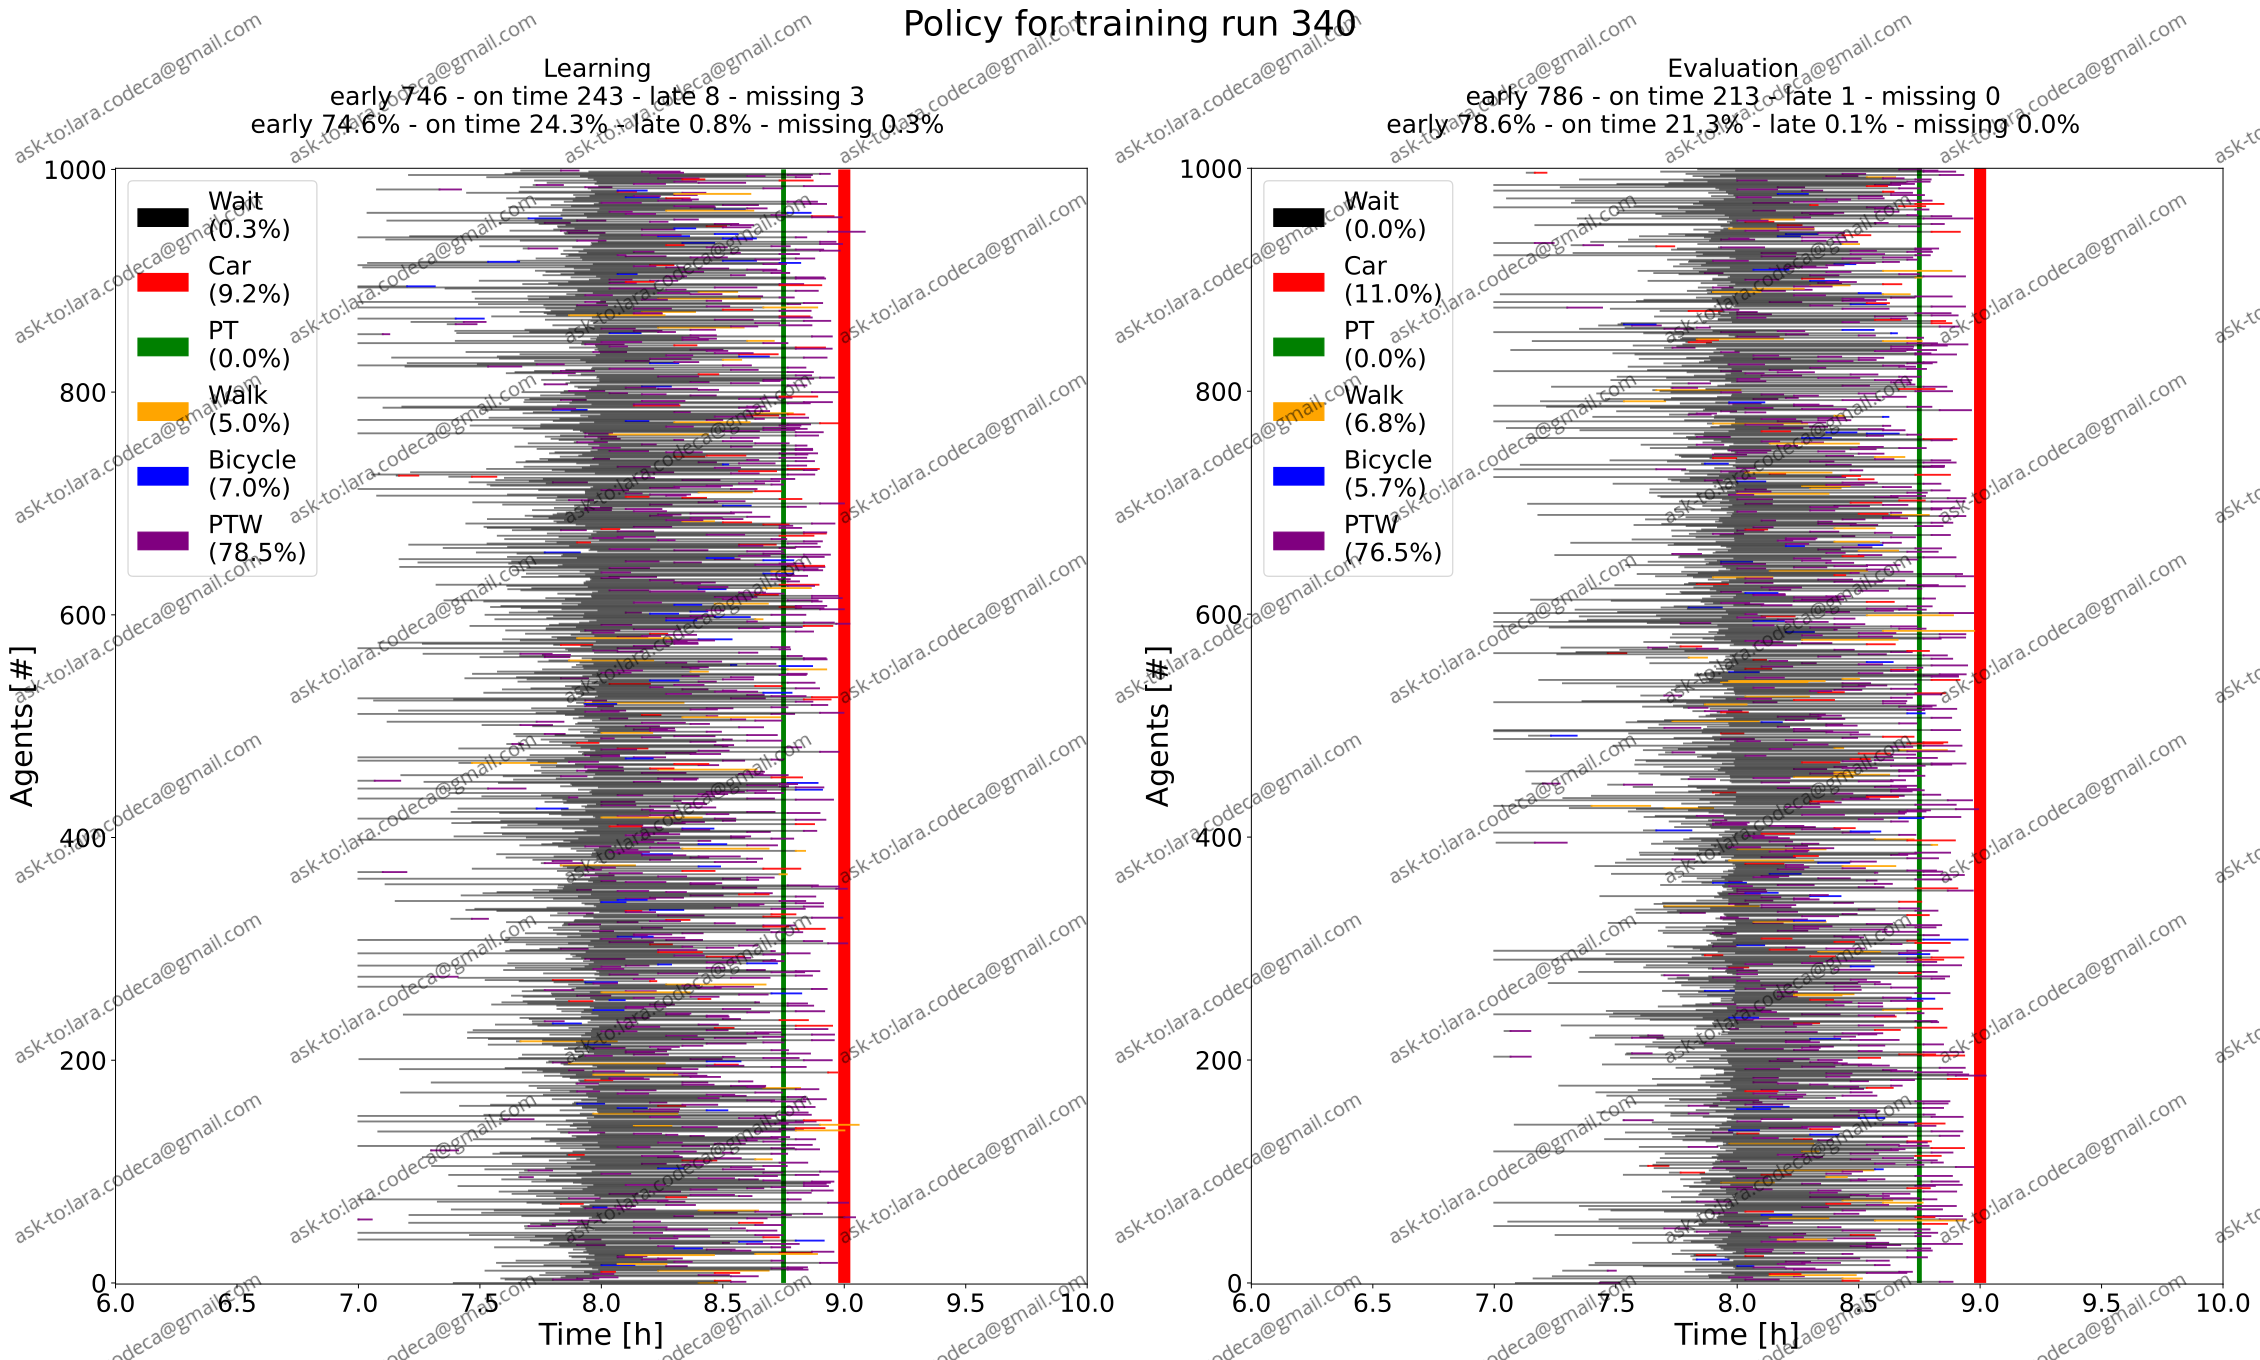 Policy for training run 340
Learning
early 746 - on time 243 - late 8 - missing 3
early 74.6% - on time 24.3% - late 0.8% - missing 0.3%
1000
800
600
400
200
0
Agents [#]
Wait
(0.3%)
Car
(9.2%)
PT
(0.0%)
Walk
(5.0%)
Bicycle
(7.0%)
PTW
(78.5%)
6.0 6.5 7.0 7.5 8.0 8.5 9.0 9.5 10.0
Time [h]
Evaluation
early 786 - on time 213 - late 1 - missing 0
early 78.6% - on time 21.3% - late 0.1% - missing 0.0%
1000
800
600
400
200
0
Agents [#]
Wait
(0.0%)
Car
(11.0%)
PT
(0.0%)
Walk
(6.8%)
Bicycle
(5.7%)
PTW
(76.5%)
6.0 6.5 7.0 7.5 8.0 8.5 9.0 9.5 10.0
Time [h]
ask-to:lara.codeca@gmail.com